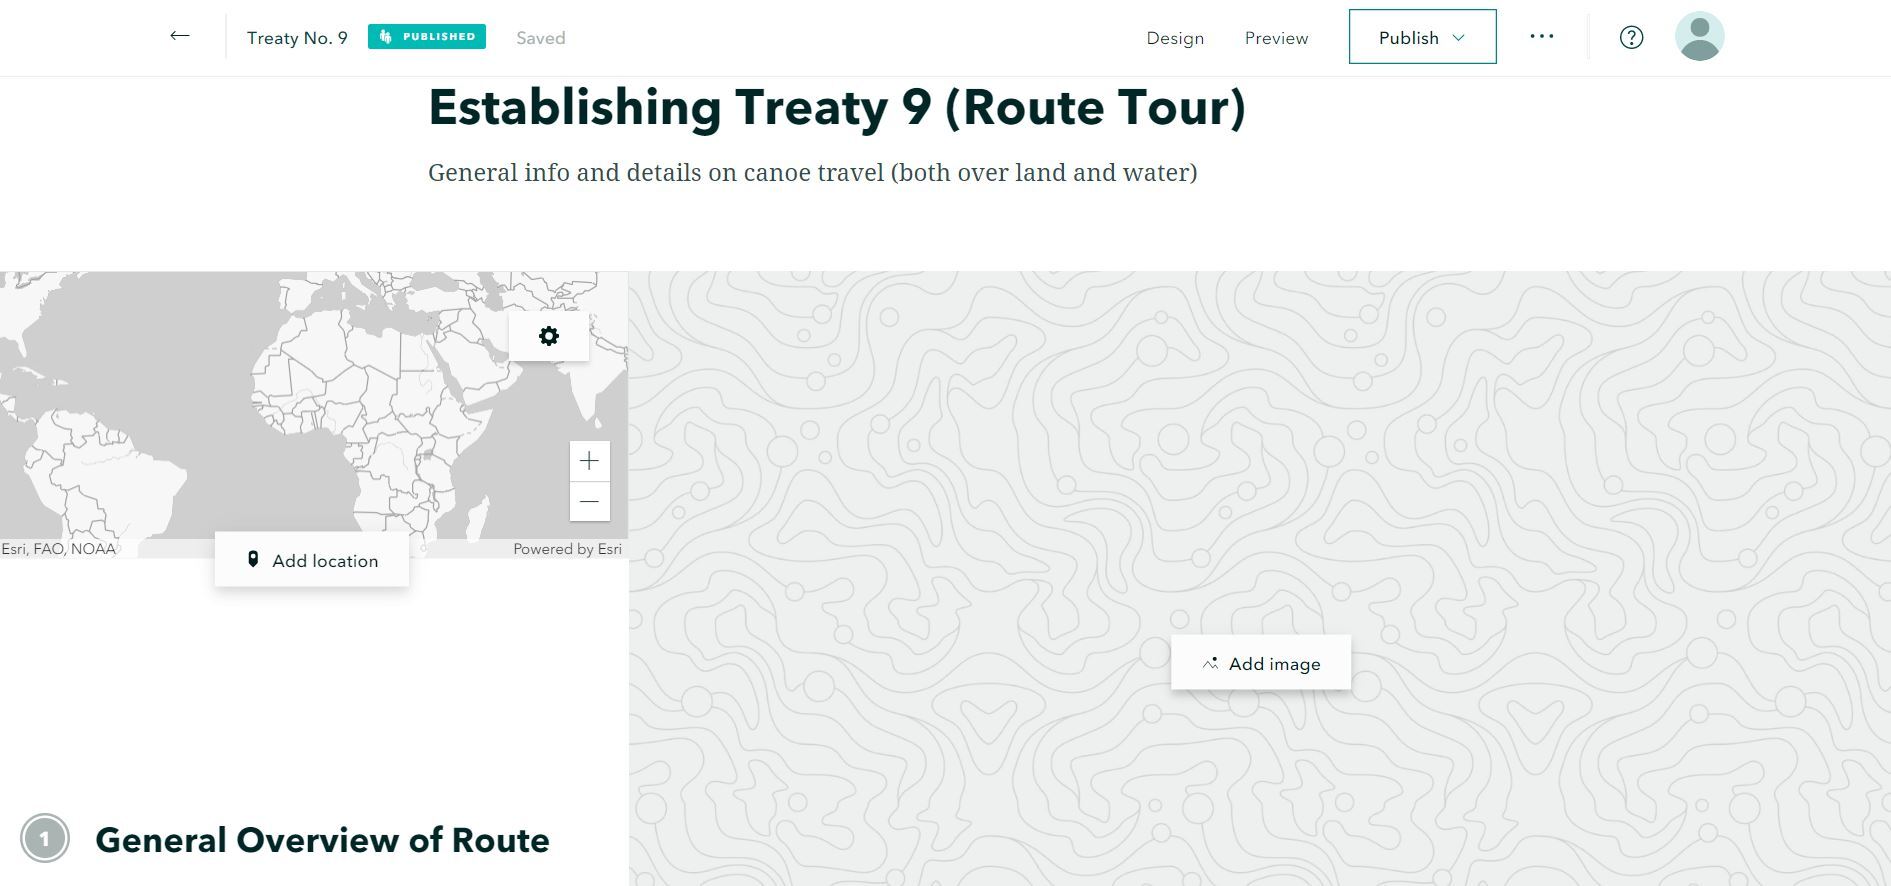 Treaty No. 9
PUBLISHED
Saved
Design
Preview
Publish
Establishing Treaty 9 (Route Tour)
General info and details on canoe travel (both over land and water)
Esri, FAO, NOAA
Powered by Esri
Add location
Add image
1
General Overview of Route